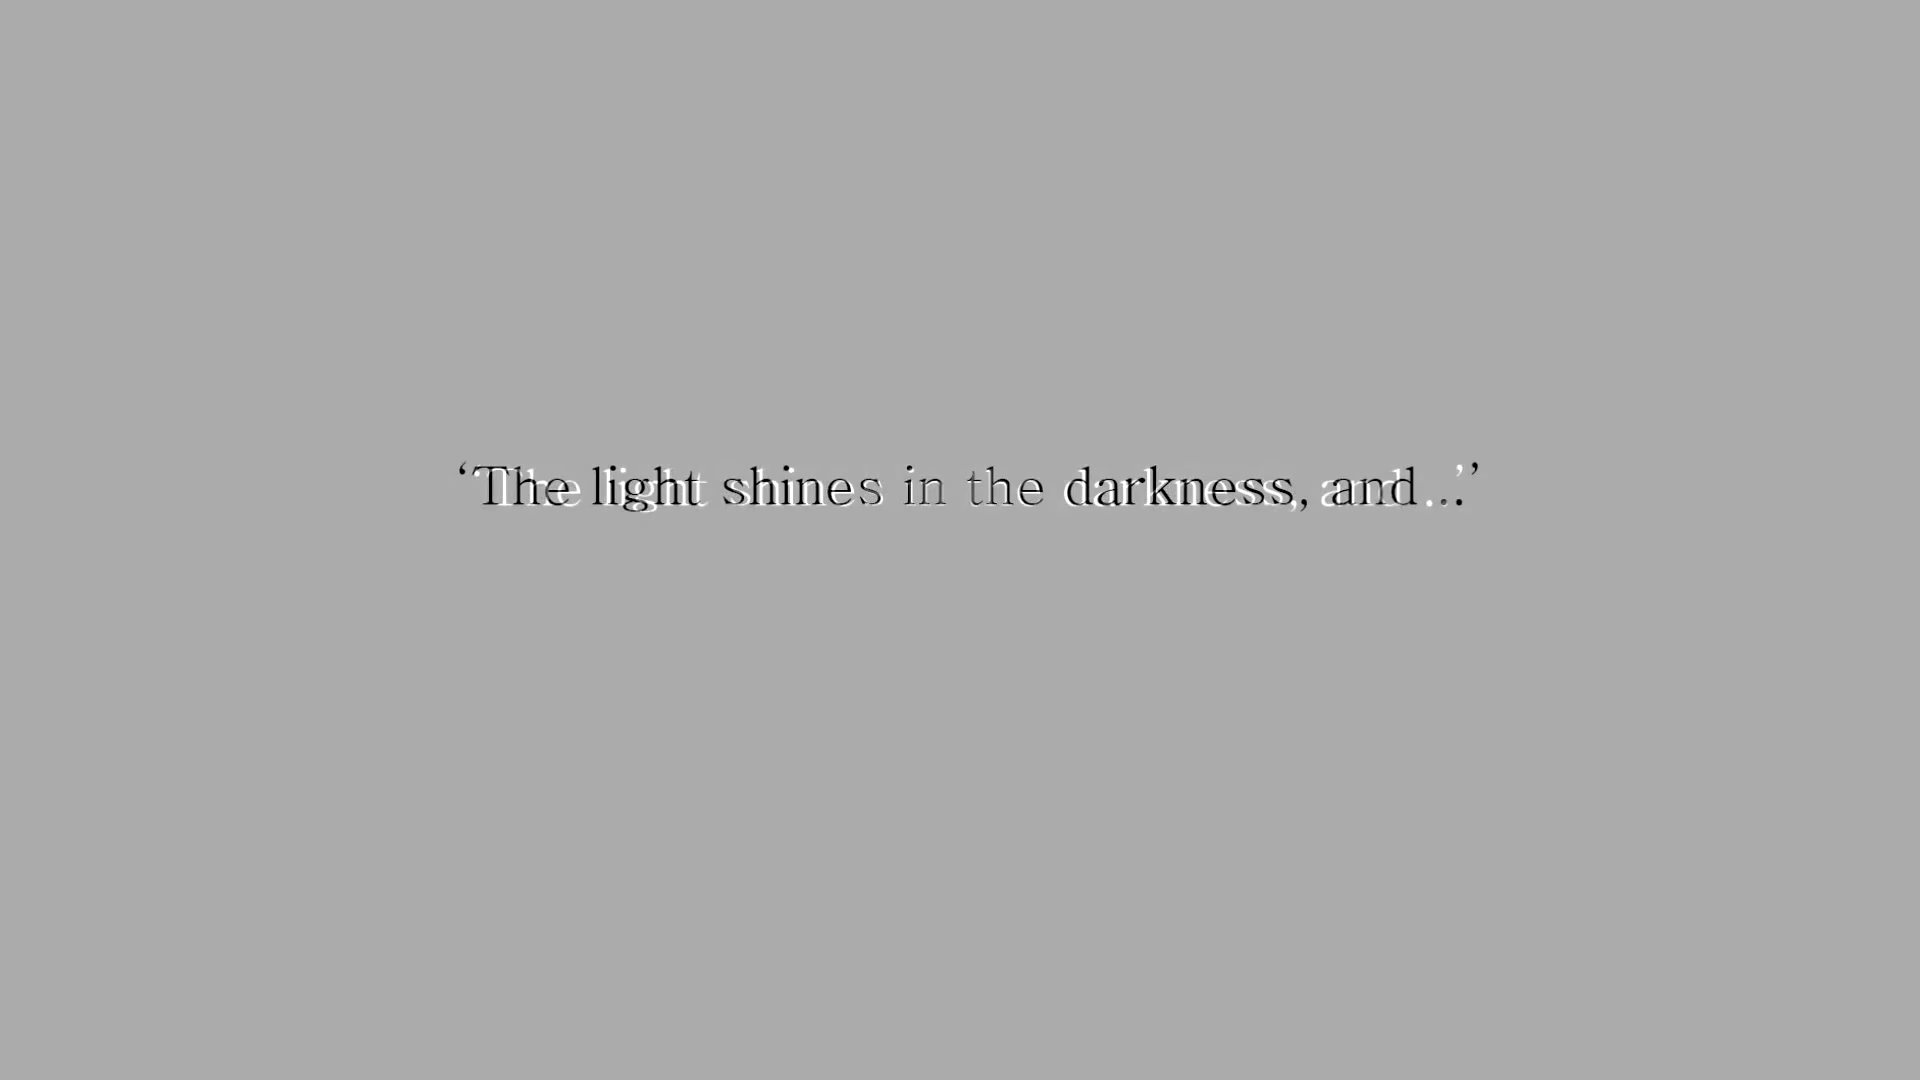 ‘The light shines in the darkness, and...’